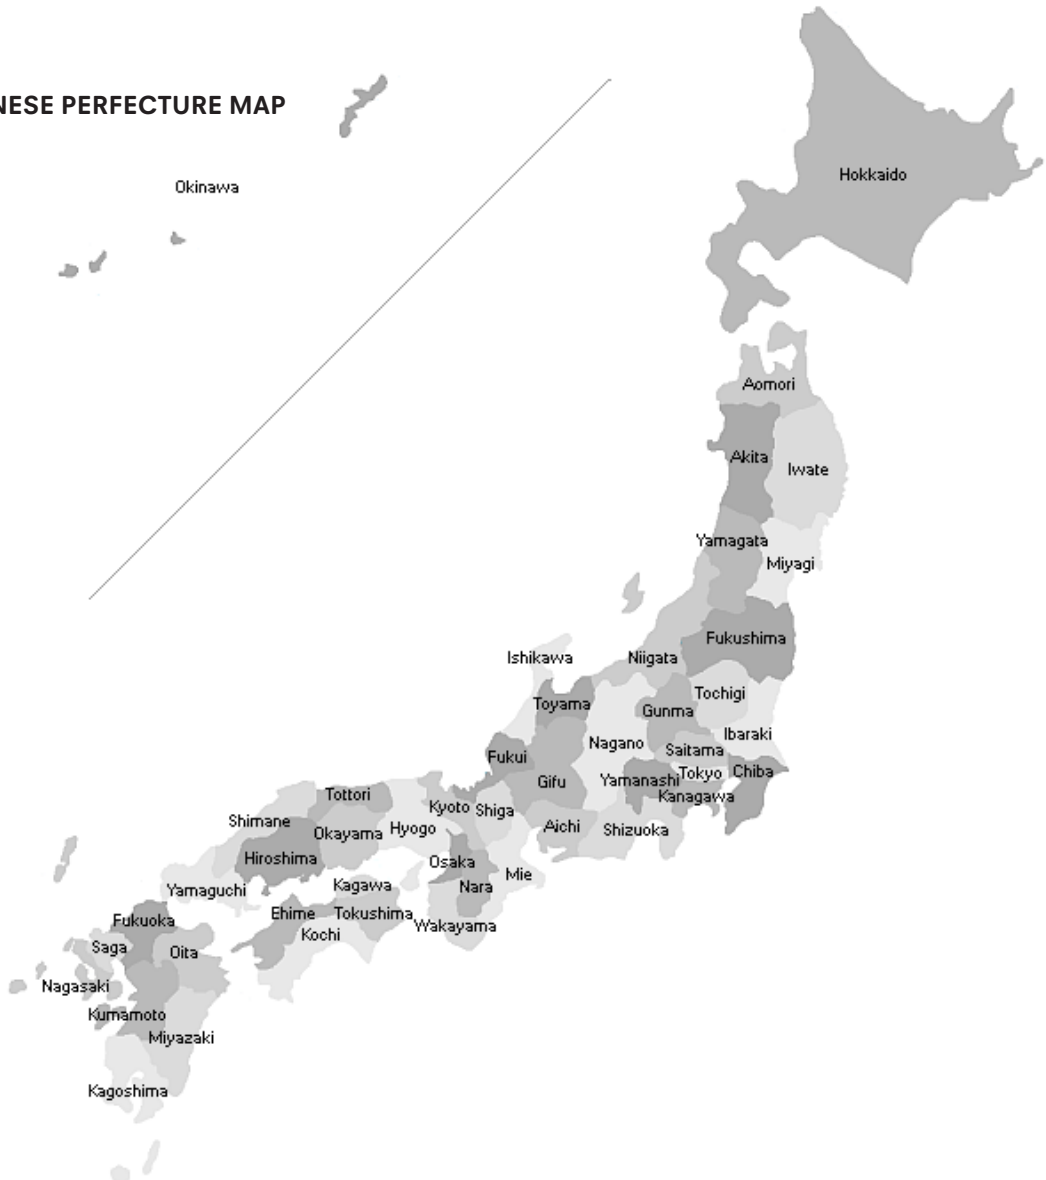 NESE PERFECTURE MAP
Okinawa
Hokkaido
Aomori
Akita
Iwate
Yamagata
Miyagi
Fukushima
Ishikawa
Niigata
Tochigi
Toyama
Gunma
Ibaraki
Nagano
Saitama
Fukui
Chiba
Tokyo
Gifu
Yamanashi
Kanagawa
Tottori
Kyoto
Shiga
Shimane
Aichi
Shizuoka
Hyogo
Okayama
Hiroshima
Osaka
Mie
Kagawa
Nara
Yamaguchi
Ehime
Tokushima
Fukuoka
Wakayama
Kochi
Saga
Oita
Nagasaki
Kumamoto
Miyazaki
Kagoshima